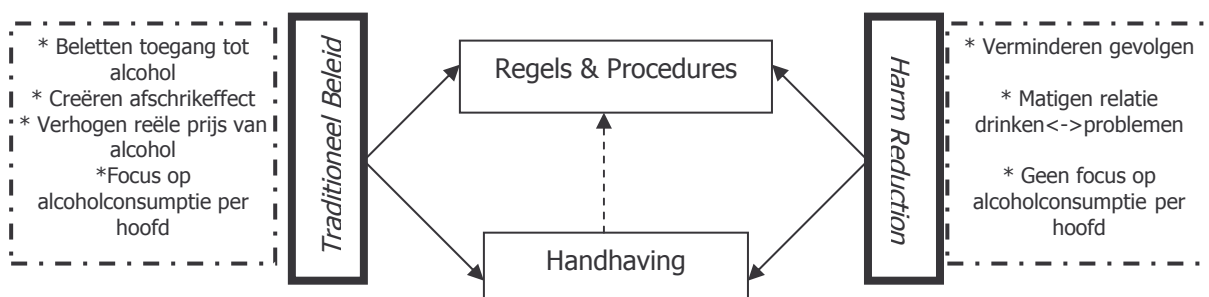 * Beletten toegang tot
alcohol
* Creëren afschrikeffect
* Verhogen reële prijs van
alcohol
*Focus op
alcoholconsumptie per
hoofd
Traditioneel Beleid
Regels & Procedures
Handhaving
Harm Reduction
* Verminderen gevolgen
* Matigen relatie
drinken<->problemen
* Geen focus op
alcoholconsumptie per
hoofd